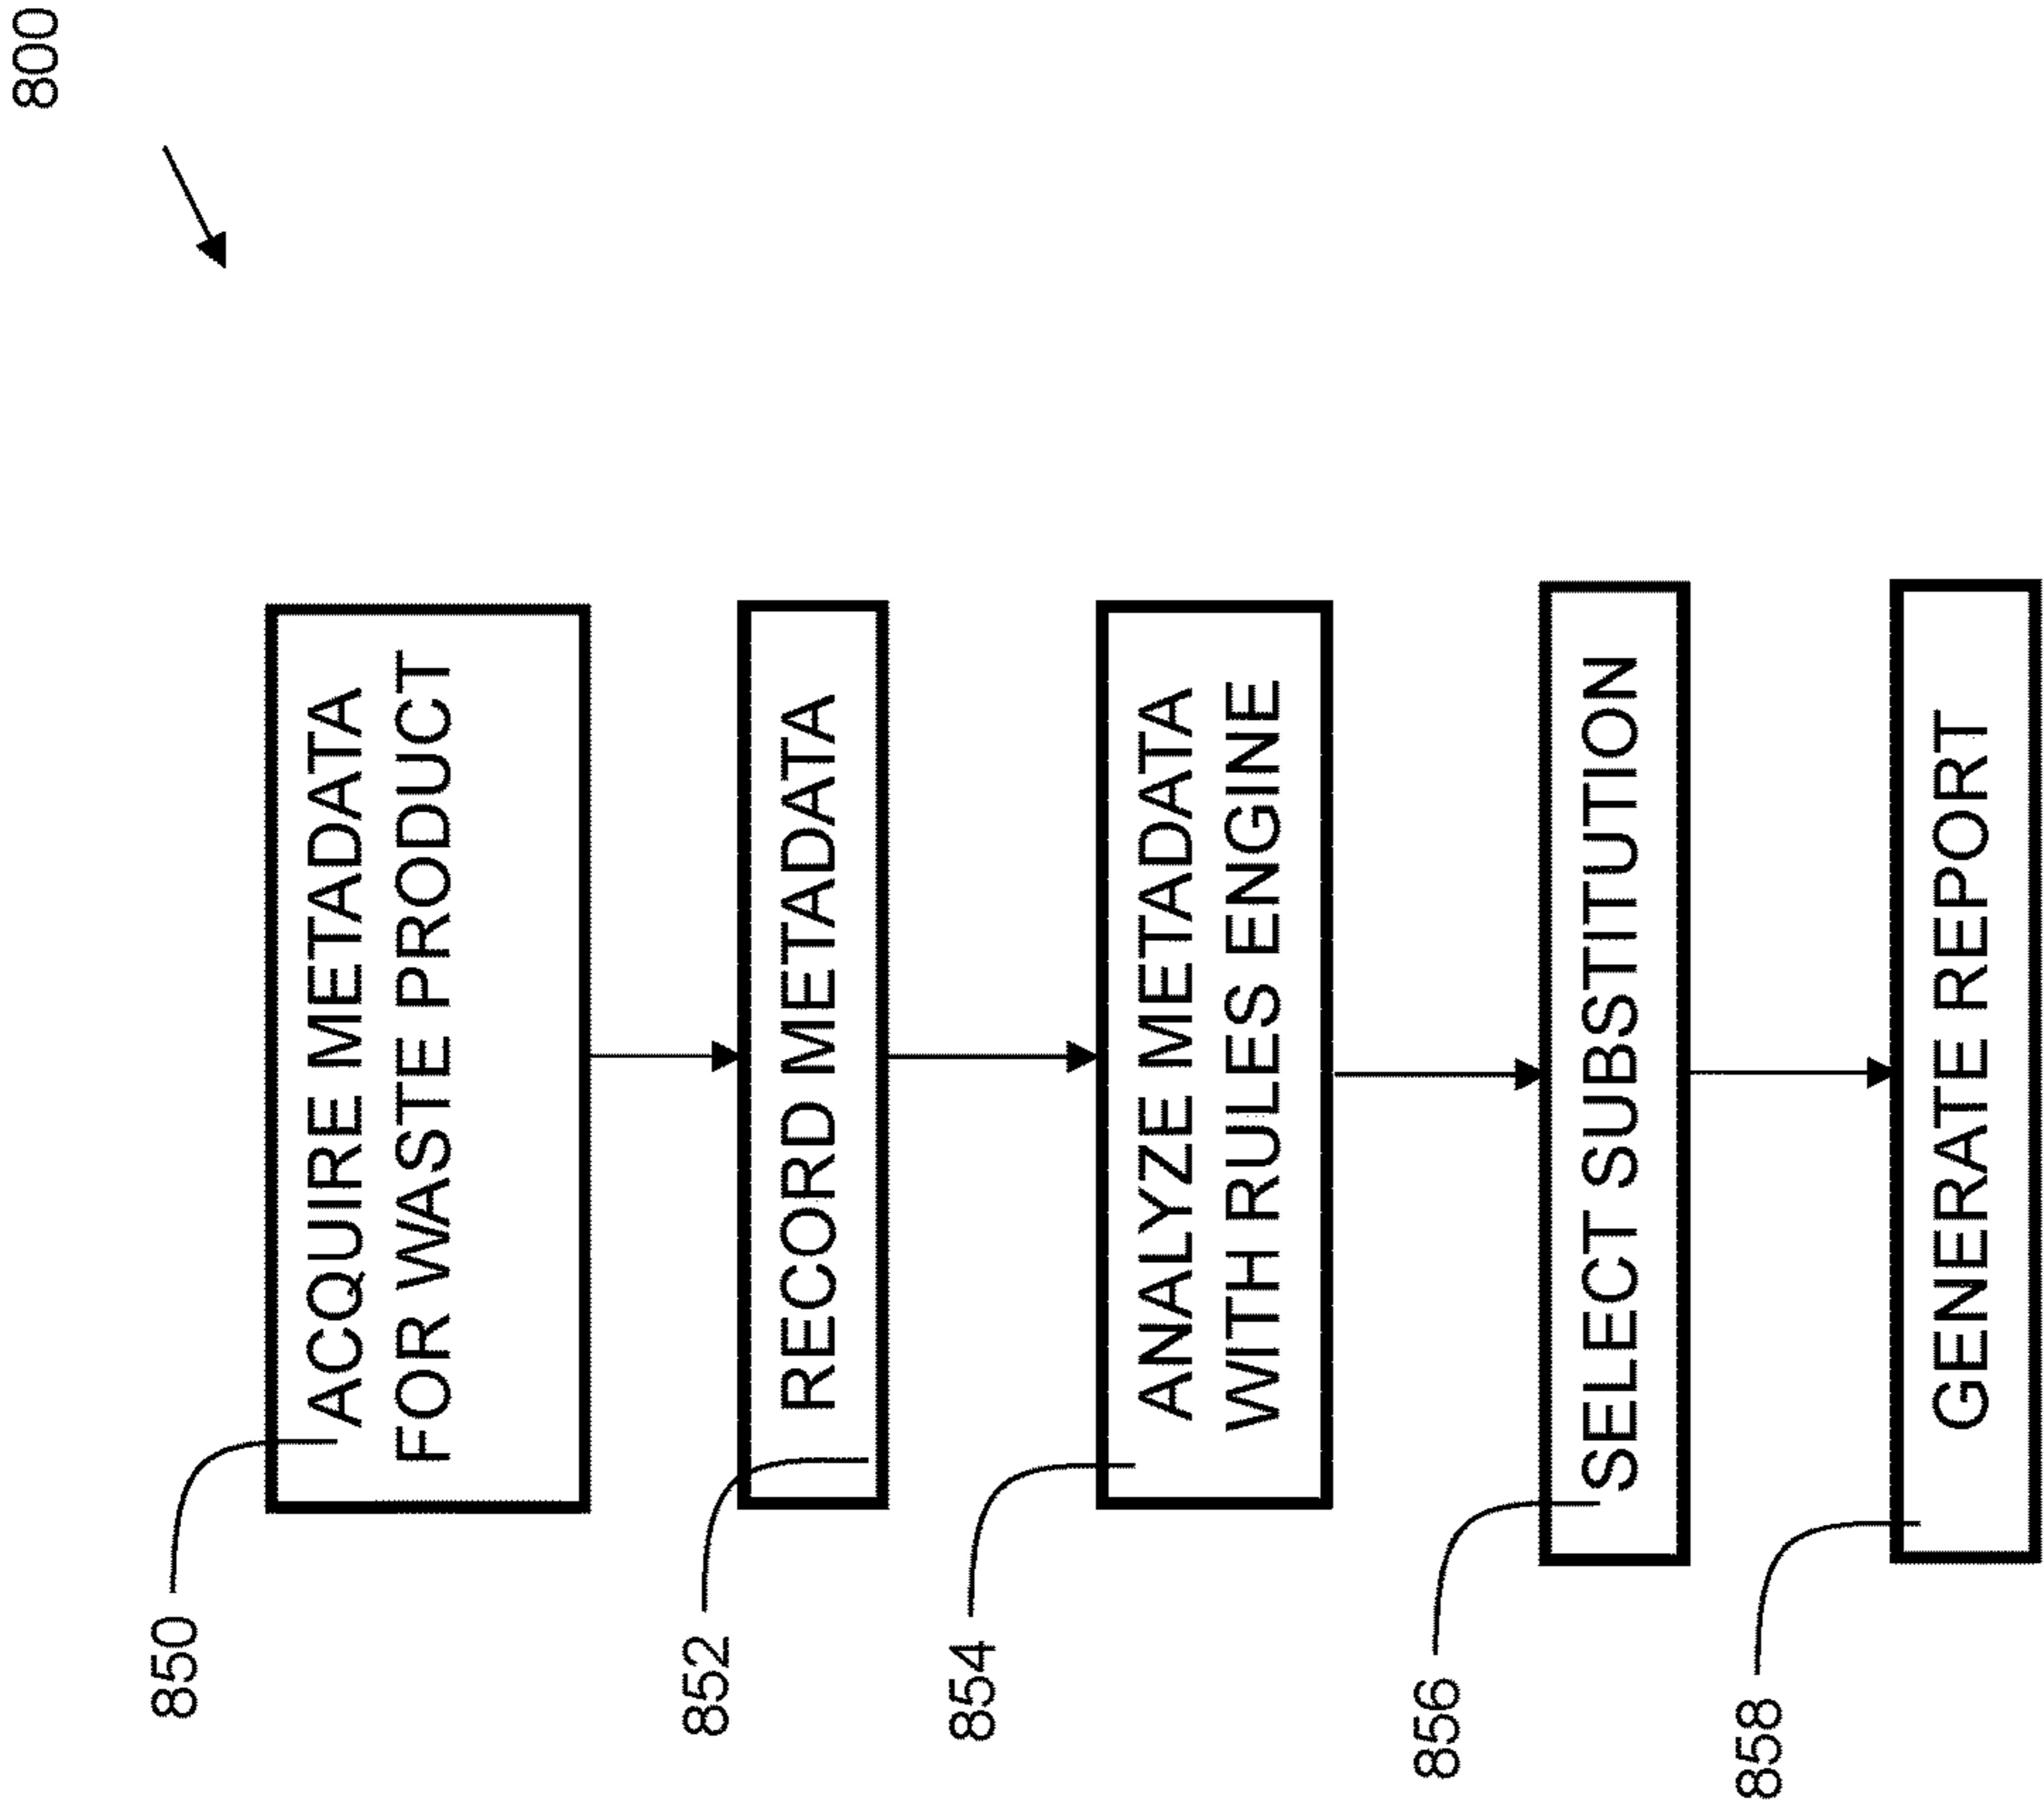 800
850
ACQUIRE METADATA
FOR WASTE PRODUCT
852
RECORD METADATA
854
ANALYZE METADATA
WITH RULES ENGINE
856
SELECT SUBSTITUTION
858
GENERATE REPORT